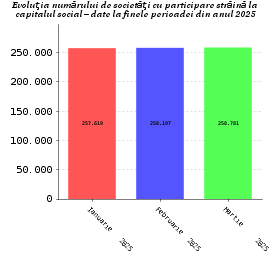 Evoluția numărului de societăți cu participare străină la
capitalul social – date la finele perioadei din anul 2025
250.000
200.000
150.000
100.000
50.000
0
257.619
258.197
258.781
Ianuarie 2025
Februarie 2025
Martie 2025